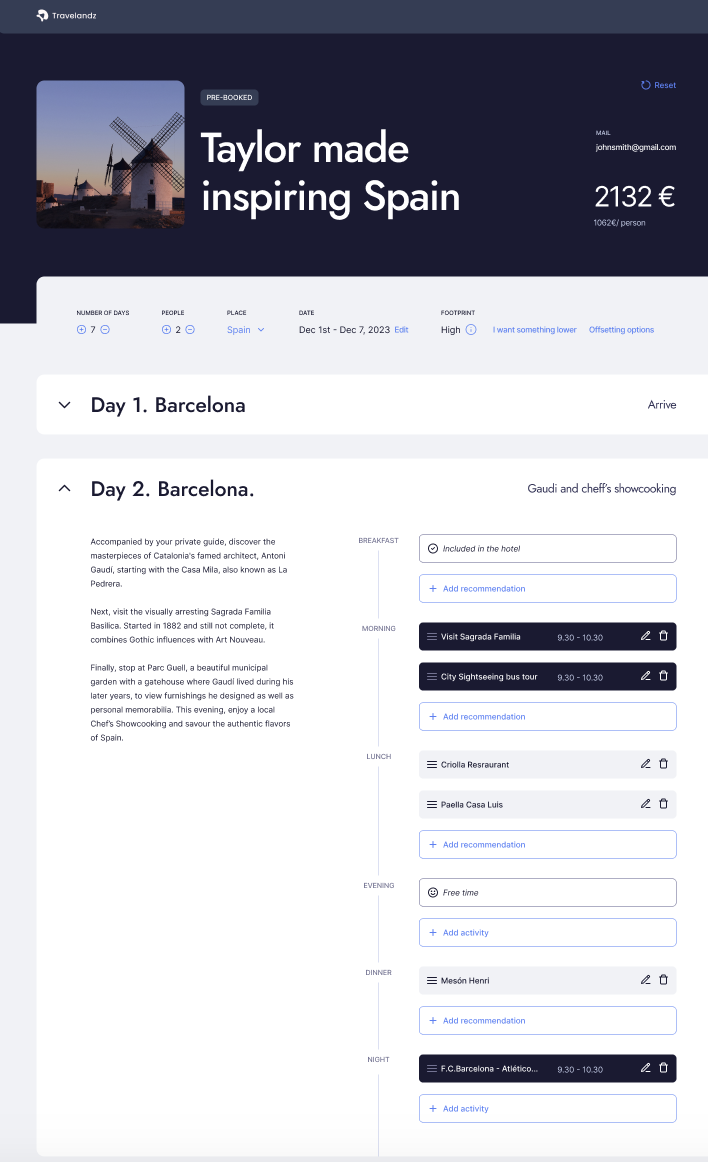 Travelandz
PRE-BOOKED
Reset
Taylor made
inspiring Spain
MAIL
johnsmith@gmail.com
2132 €
1062€/ person
NUMBER OF DAYS
7
PEOPLE
2
PLACE
Spain
DATE
Dec 1st - Dec 7, 2023 Edit
FOOTPRINT
High
I want something lower
Offsetting options
Day 1. Barcelona
Arrive
Day 2. Barcelona.
Gaudi and cheff's showcooking
Accompanied by your private guide, discover the
masterpieces of Catalonia's famed architect, Antoni
Gaudí, starting with the Casa Mila, also known as La
Pedrera.
Next, visit the visually arresting Sagrada Familia
Basilica. Started in 1882 and still not complete, it
combines Gothic influences with Art Nouveau.
Finally, stop at Parc Guell, a beautiful municipal
garden with a gatehouse where Gaudí lived during his
later years, to view furnishings he designed as well as
personal memorabilia. This evening, enjoy a local
Chef's Showcooking and savour the authentic flavors
of Spain.
BREAKFAST
Included in the hotel
+ Add recommendation
MORNING
Visit Sagrada Familia 9.30 - 10.30
City Sightseeing bus tour 9.30 - 10.30
+ Add recommendation
LUNCH
Criolla Resraurant
Paella Casa Luis
+ Add recommendation
EVENING
Free time
+ Add activity
DINNER
Mesón Henri
+ Add recommendation
NIGHT
F.C.Barcelona - Atlético... 9.30 - 10.30
+ Add activity